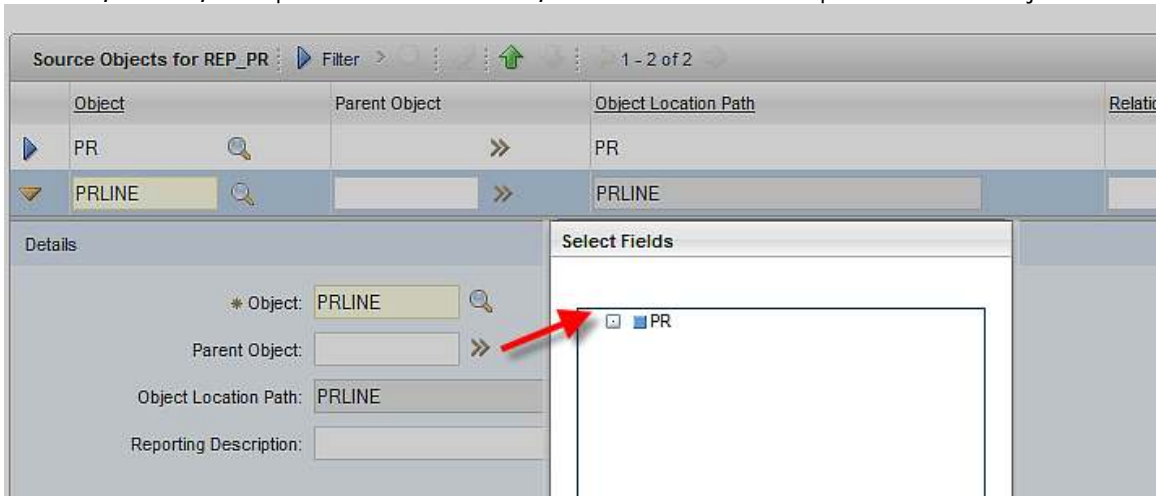 Source Objects for REP_PR Filter 1 - 2 of 2
Object Parent Object Object Location Path
PR PR
PRLINE PRLINE
Details
Select Fields
* Object: PRLINE
PR
Parent Object:
Object Location Path: PRLINE
Reporting Description: